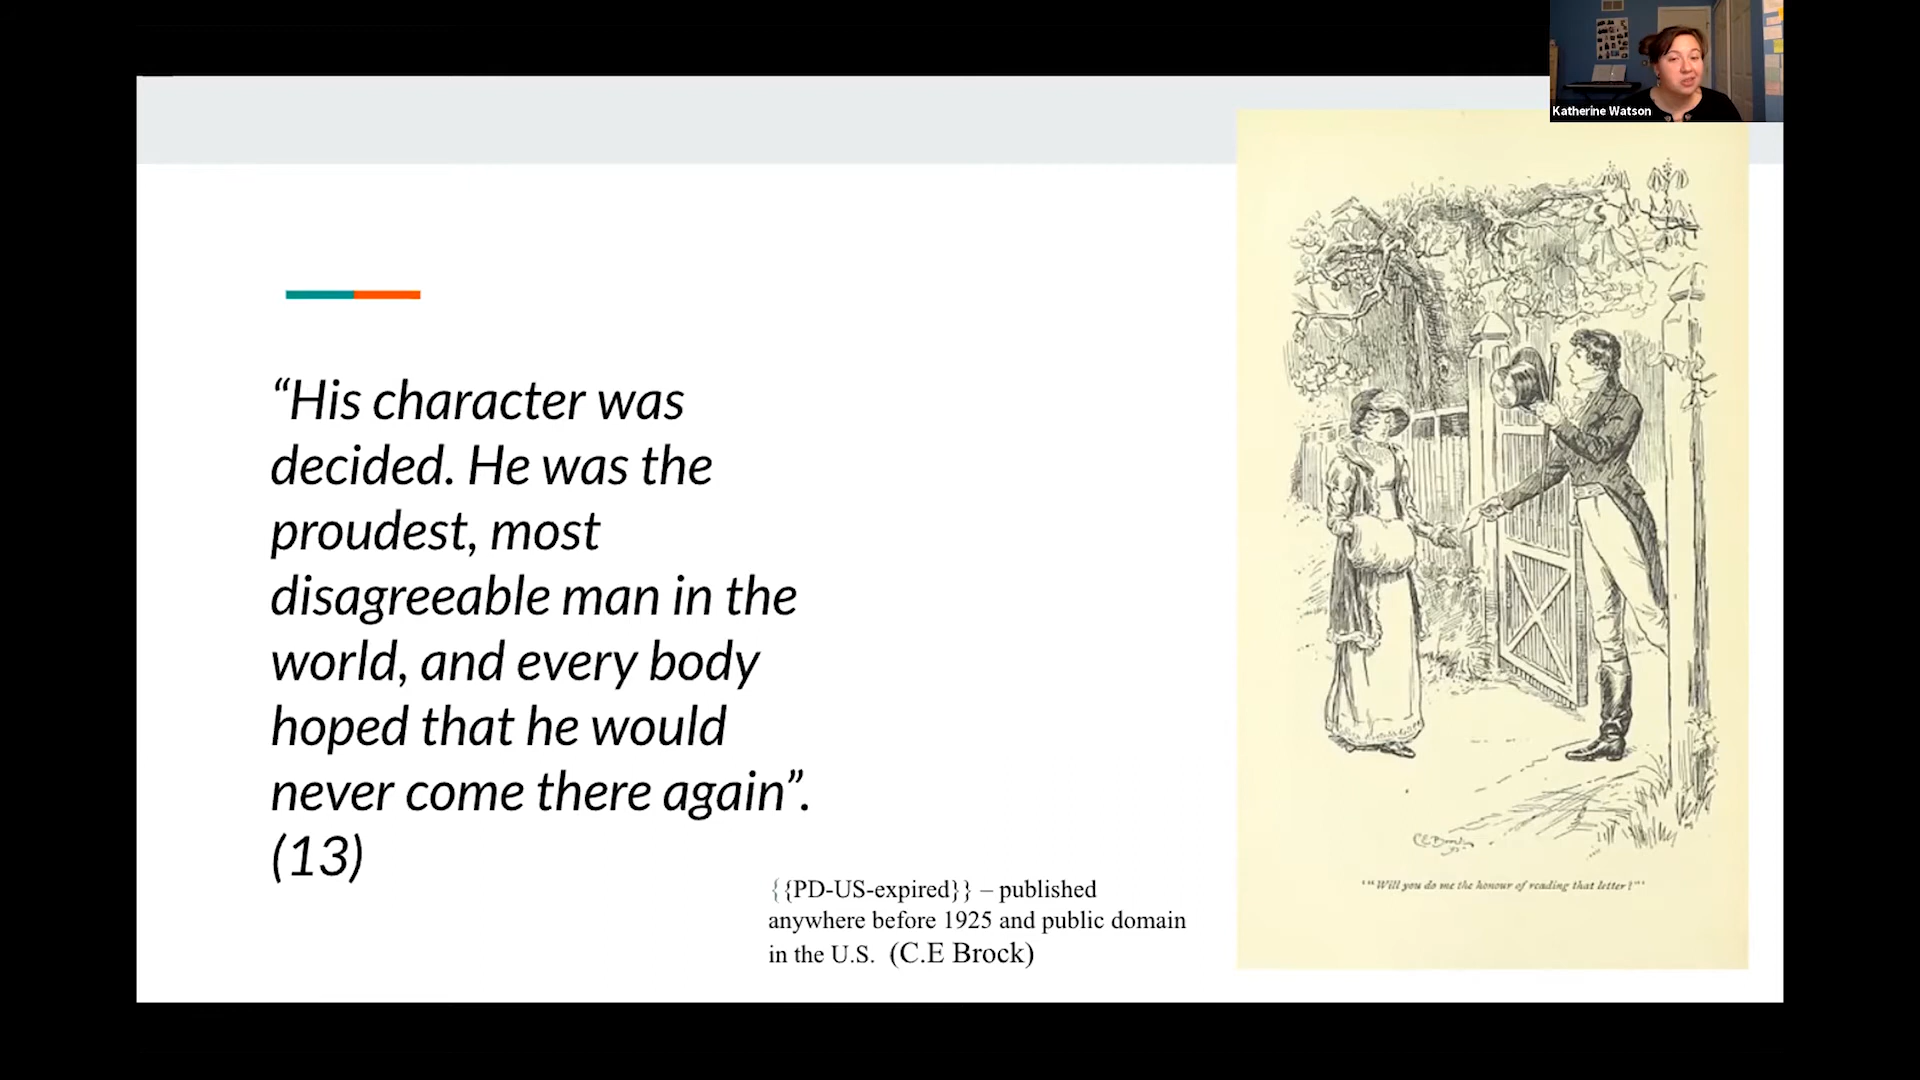 Katherine Watson
“His character was
decided. He was the
proudest, most
disagreeable man in the
world, and every body
hoped that he would
never come there again”.
(13)
{{PD-US-expired}} – published
anywhere before 1925 and public domain
in the U.S. (C.E Brock)
C.E. Brock
"“Will you do me the honour of reading that letter?”"